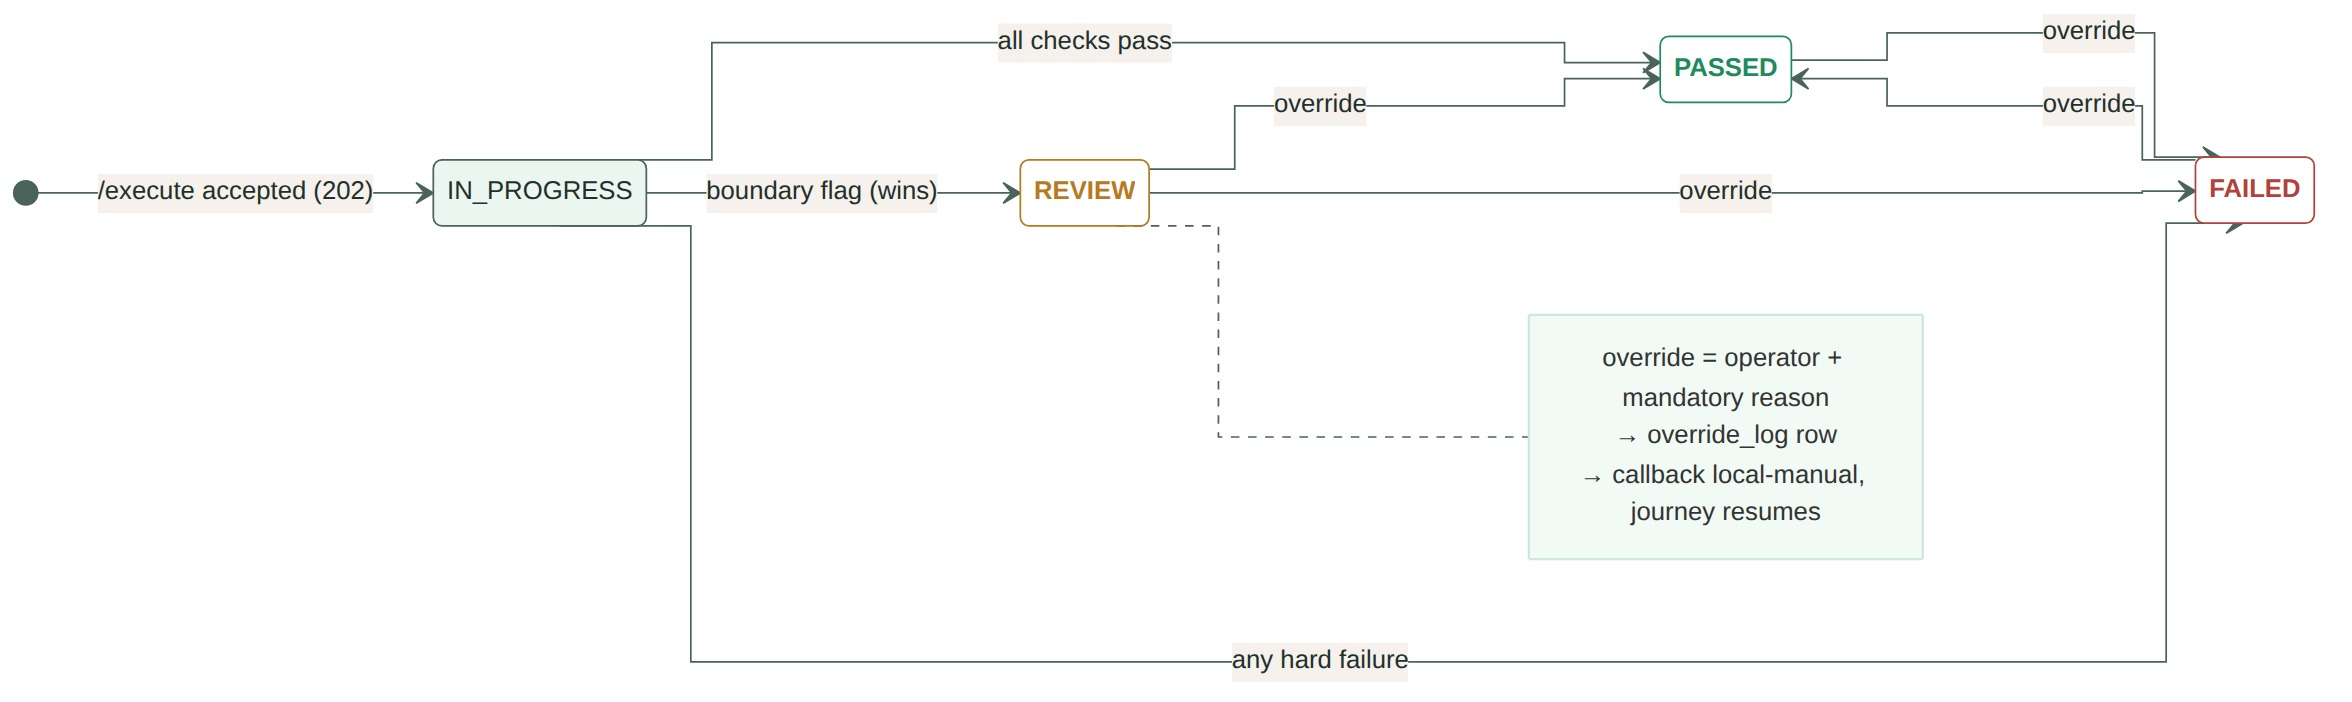 override
all checks pass
PASSED
override
override
/execute accepted (202)
IN_PROGRESS
boundary flag (wins)
REVIEW
override
FAILED
override = operator +
mandatory reason
→ override_log row
→ callback local-manual,
journey resumes
any hard failure